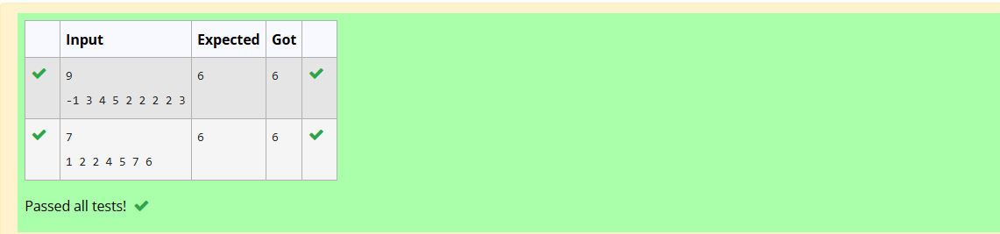 Input Expected Got
9 6 6
-1 3 4 5 2 2 2 2 3
7 6 6
1 2 2 4 5 7 6
Passed all tests!